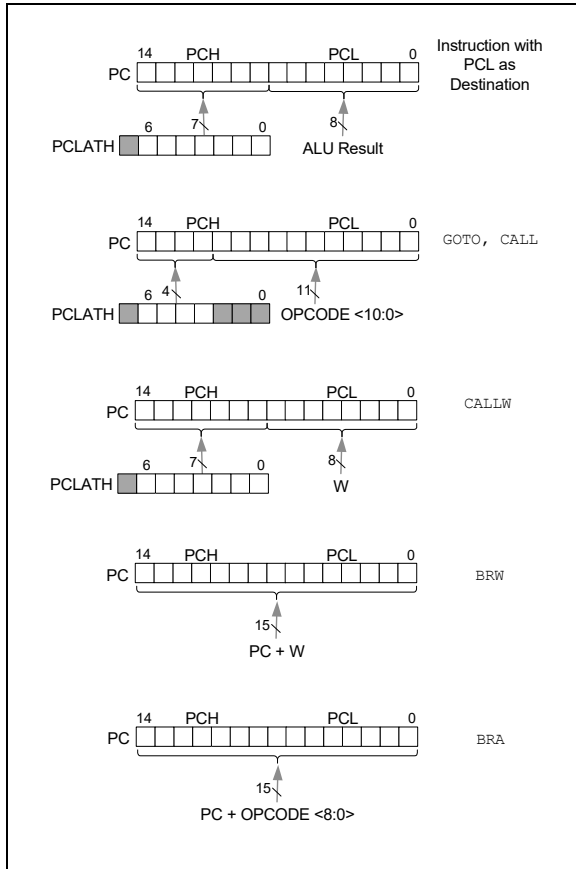 14 PCH PCL 0
PC
Instruction with
PCL as
Destination
6 7 0 8
PCLATH ALU Result
14 PCH PCL 0
PC
GOTO, CALL
6 4 0 11
PCLATH OPCODE <10:0>
14 PCH PCL 0
PC
CALLW
6 7 0 8
PCLATH W
14 PCH PCL 0
PC
BRW
15
PC + W
14 PCH PCL 0
PC
BRA
15
PC + OPCODE <8:0>